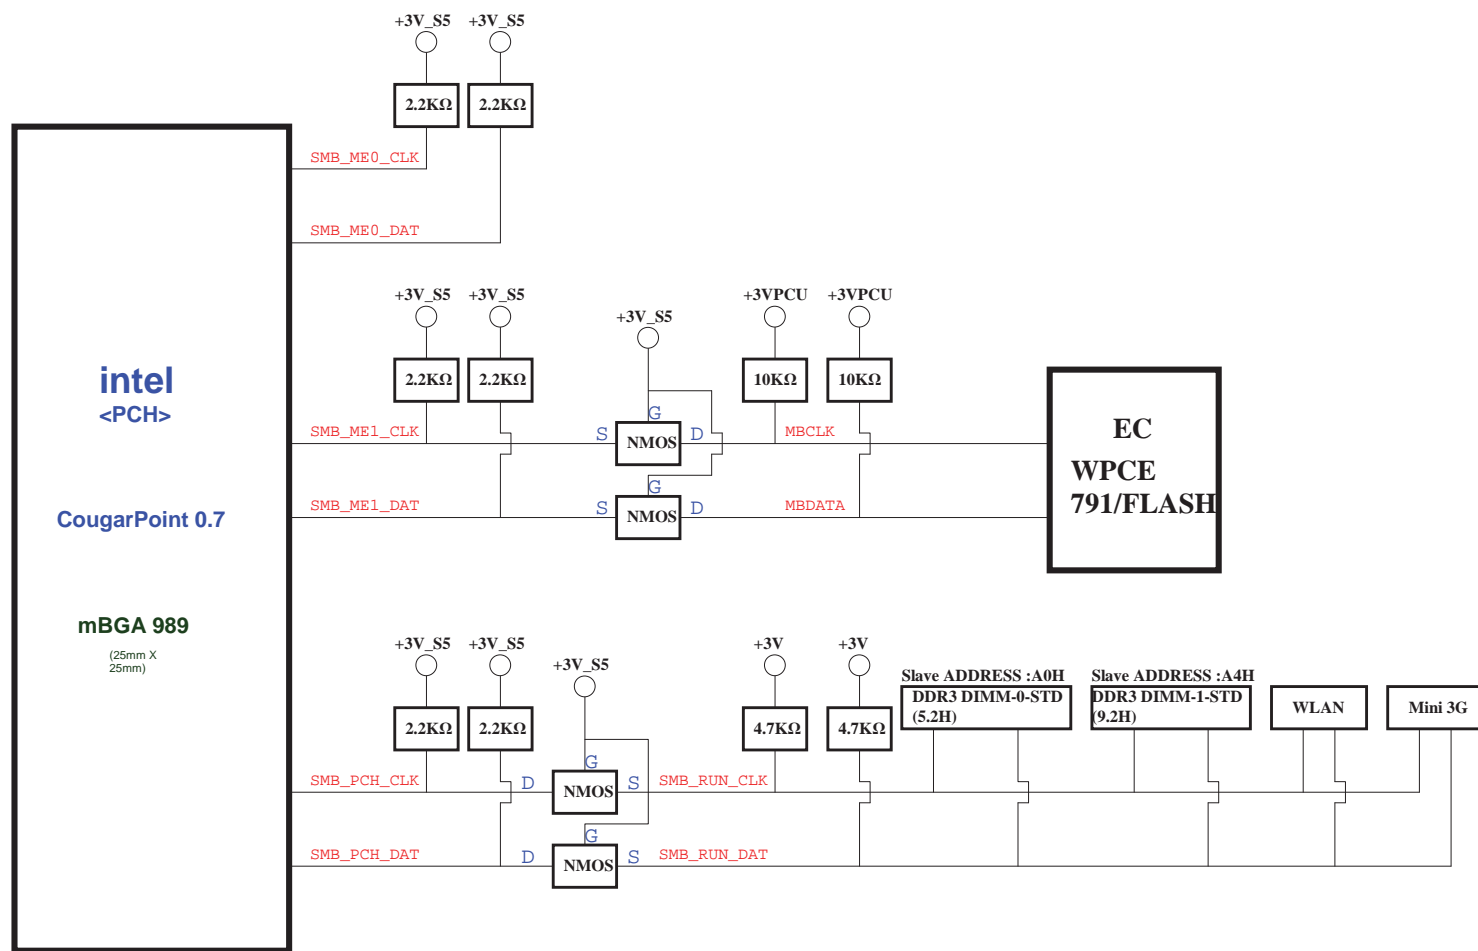 +3V_S5 +3V_S5
2.2KΩ 2.2KΩ
SMB_ME0_CLK
SMB_ME0_DAT
+3V_S5 +3V_S5 +3V_S5 +3VPCU +3VPCU
2.2KΩ 2.2KΩ 10KΩ 10KΩ
intel
<PCH>
G
SMB_ME1_CLK S NMOS D MBCLK
EC
WPCE
791/FLASH
G
SMB_ME1_DAT S NMOS D MBDATA
CougarPoint 0.7
mBGA 989
(25mm X
25mm)
+3V_S5 +3V_S5 +3V_S5 +3V +3V
Slave ADDRESS :A0H Slave ADDRESS :A4H
DDR3 DIMM-0-STD DDR3 DIMM-1-STD
(5.2H) (9.2H) WLAN Mini 3G
2.2KΩ 2.2KΩ 4.7KΩ 4.7KΩ
G
SMB_PCH_CLK D NMOS S SMB_RUN_CLK
G
SMB_PCH_DAT D NMOS S SMB_RUN_DAT